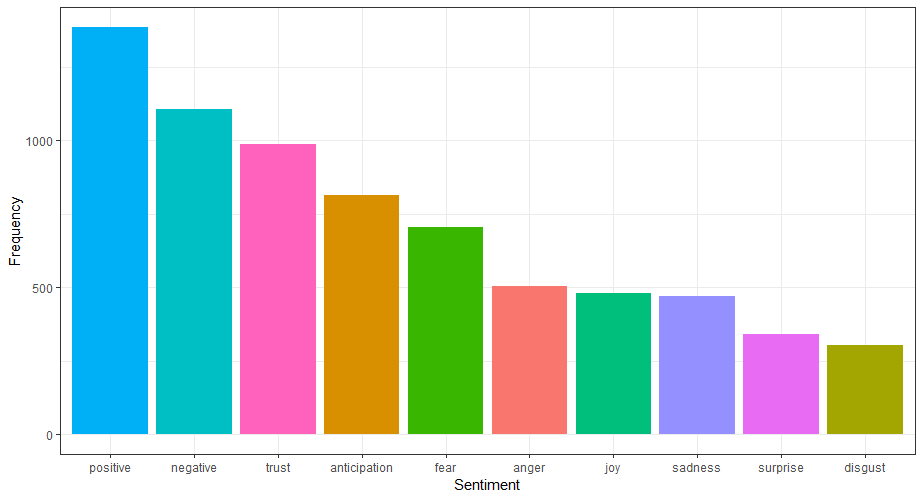 Frequency
1000
500
0
positive negative trust anticipation fear anger joy sadness surprise disgust
Sentiment